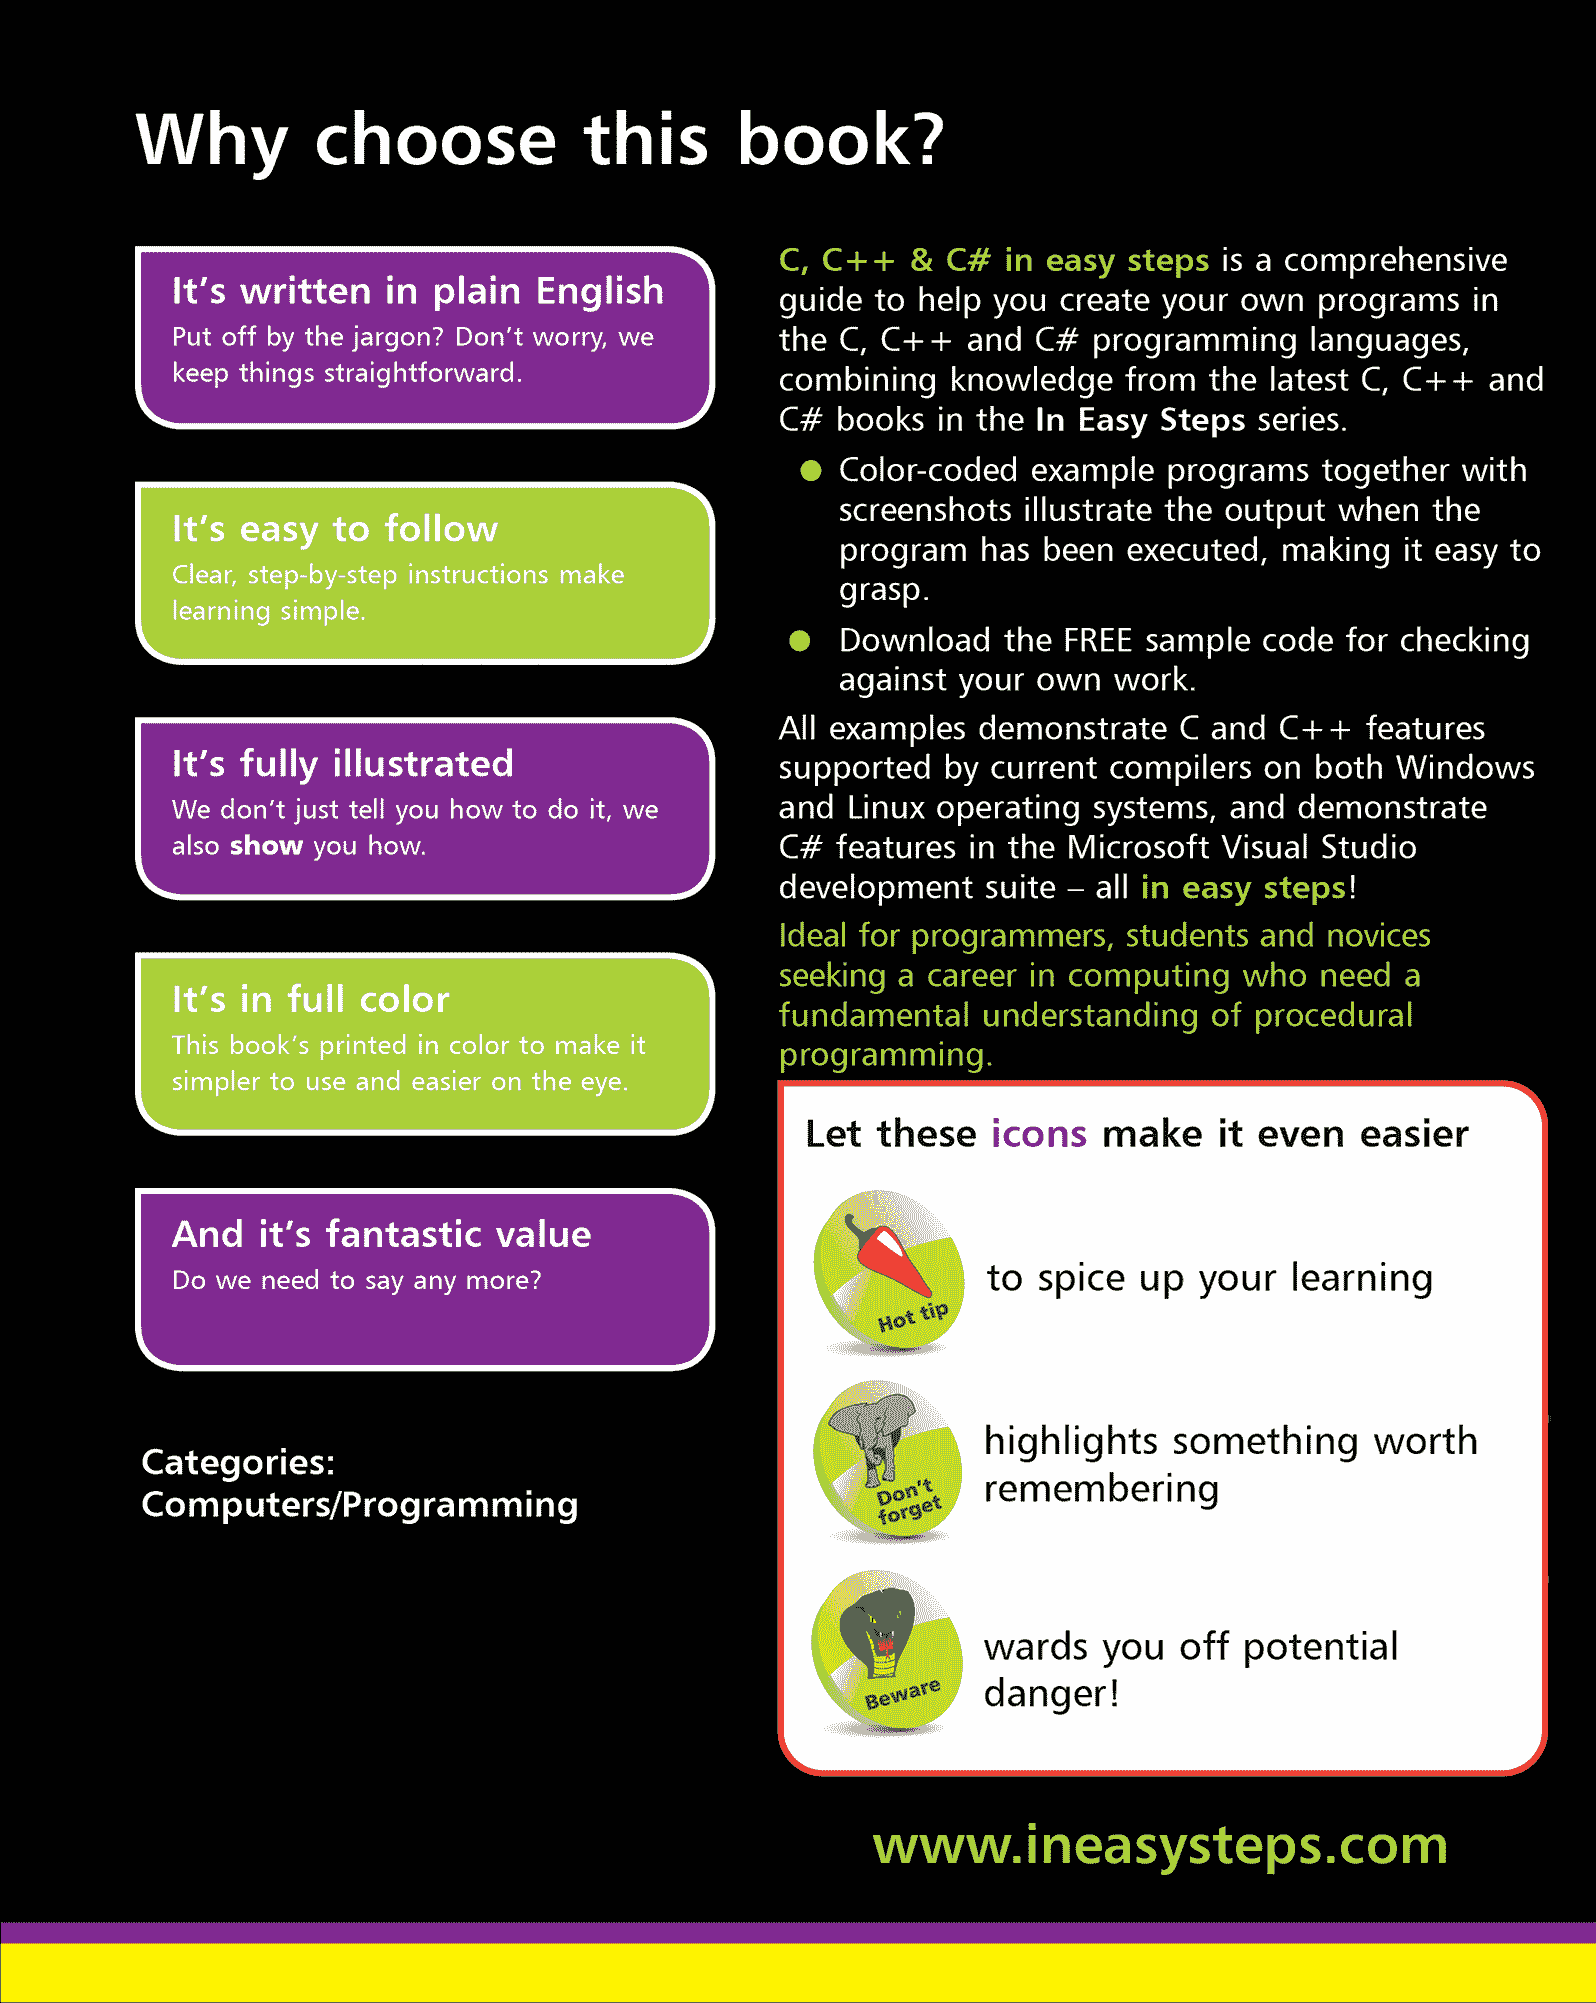 Why choose this book?
It's written in plain English
Put off by the jargon? Don't worry, we
keep things straightforward.
It's easy to follow
Clear, step-by-step instructions make
learning simple.
It's fully illustrated
We don't just tell you how to do it, we
also show you how.
It's in full color
This book's printed in color to make it
simpler to use and easier on the eye.
And it's fantastic value
Do we need to say any more?
Categories:
Computers/Programming
C, C++ & C# in easy steps is a comprehensive
guide to help you create your own programs in
the C, C++ and C# programming languages,
combining knowledge from the latest C, C++ and
C# books in the In Easy Steps series.
● Color-coded example programs together with
screenshots illustrate the output when the
program has been executed, making it easy to
grasp.
● Download the FREE sample code for checking
against your own work.
All examples demonstrate C and C++ features
supported by current compilers on both Windows
and Linux operating systems, and demonstrate
C# features in the Microsoft Visual Studio
development suite – all in easy steps!
Ideal for programmers, students and novices
seeking a career in computing who need a
fundamental understanding of procedural
programming.
Let these icons make it even easier
Hot tip
to spice up your learning
Don't
forget
highlights something worth
remembering
Beware
wards you off potential
danger!
www.ineasysteps.com